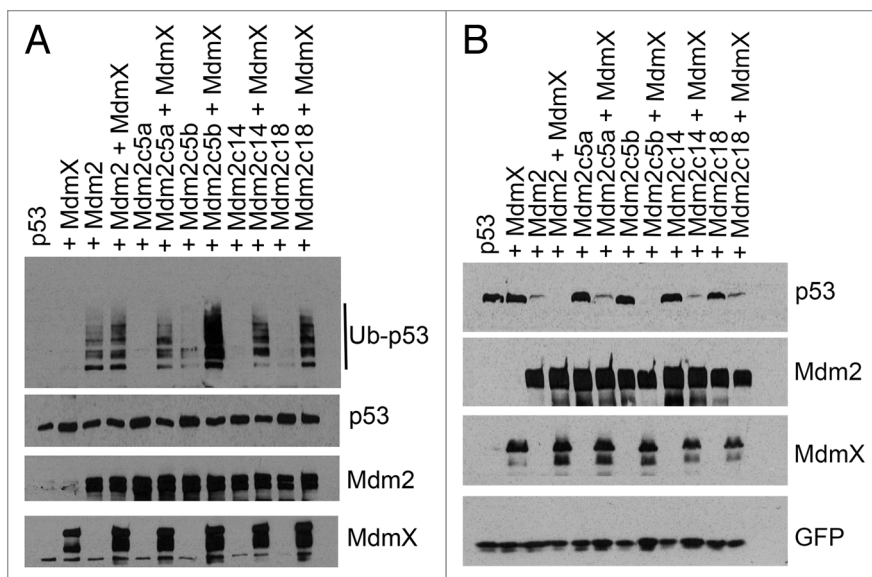 A
p53
+ MdmX
+ Mdm2
+ Mdm2 + MdmX
+ Mdm2c5a
+ Mdm2c5a + MdmX
+ Mdm2c5b
+ Mdm2c5b + MdmX
+ Mdm2c14
+ Mdm2c14 + MdmX
+ Mdm2c18
+ Mdm2c18 + MdmX
Ub-p53
p53
Mdm2
MdmX
B
p53
+ MdmX
+ Mdm2
+ Mdm2 + MdmX
+ Mdm2c5a
+ Mdm2c5a + MdmX
+ Mdm2c5b
+ Mdm2c5b + MdmX
+ Mdm2c14
+ Mdm2c14 + MdmX
+ Mdm2c18
+ Mdm2c18 + MdmX
p53
Mdm2
MdmX
GFP